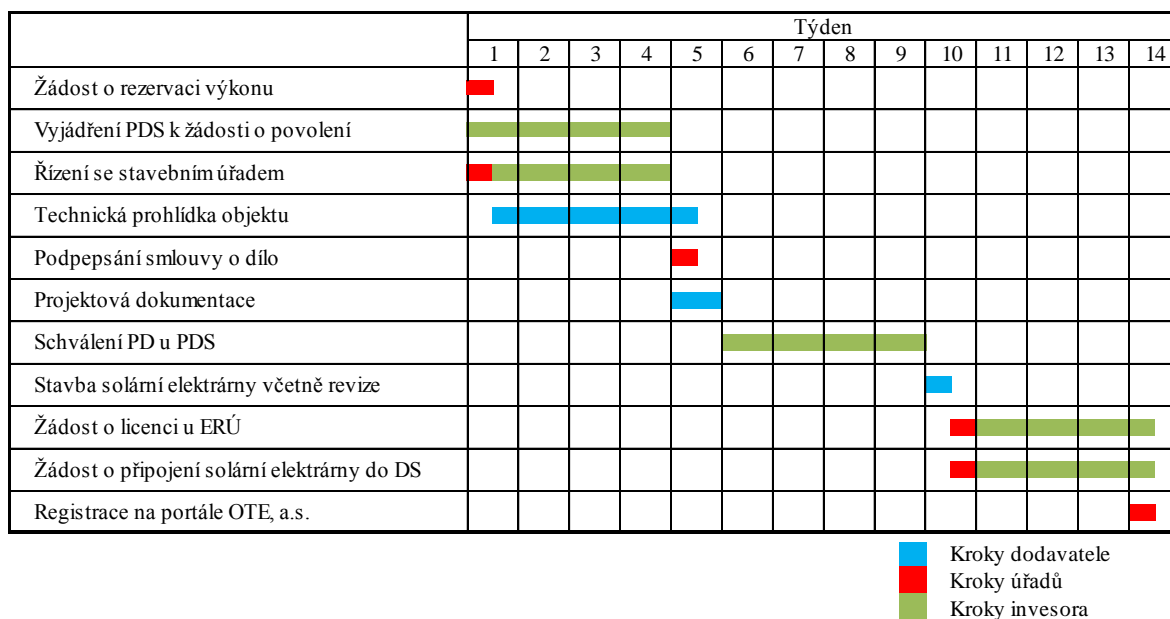 Týden
1 2 3 4 5 6 7 8 9 10 11 12 13 14
Žádost o rezervaci výkonu
Vyjádření PDS k žádosti o povolení
Řízení se stavebním úřadem
Technická prohlídka objektu
Podpepsání smlouvy o dílo
Projektová dokumentace
Schválení PD u PDS
Stavba solární elektrárny včetně revize
Žádost o licenci u ERÚ
Žádost o připojení solární elektrárny do DS
Registrace na portále OTE, a.s.
Kroky dodavatele
Kroky úřadů
Kroky invesora